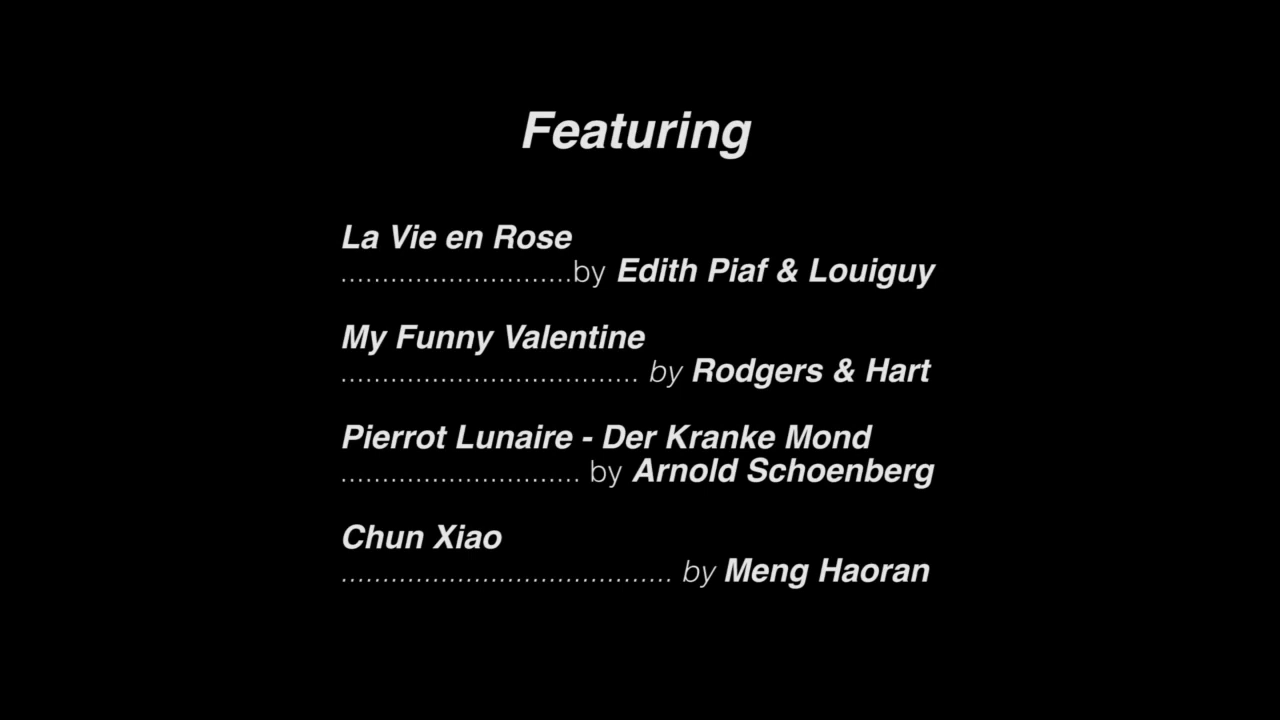 Featuring
La Vie en Rose
............................by Edith Piaf & Louiguy
My Funny Valentine
.................................... by Rodgers & Hart
Pierrot Lunaire - Der Kranke Mond
............................. by Arnold Schoenberg
Chun Xiao
........................................ by Meng Haoran